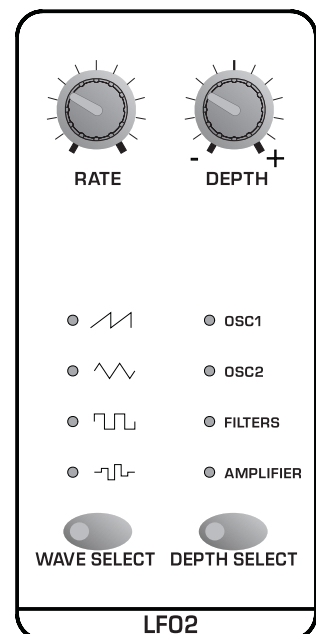 RATE DEPTH
- +
OSC1
OSC2
FILTERS
AMPLIFIER
WAVE SELECT DEPTH SELECT
LFO2